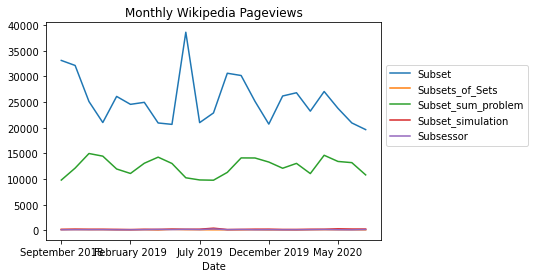 Monthly Wikipedia Pageviews
40000
35000
30000
25000
20000
15000
10000
5000
0
September 2018 February 2019 July 2019 December 2019 May 2020
Date
Subset
Subsets_of_Sets
Subset_sum_problem
Subset_simulation
Subsessor